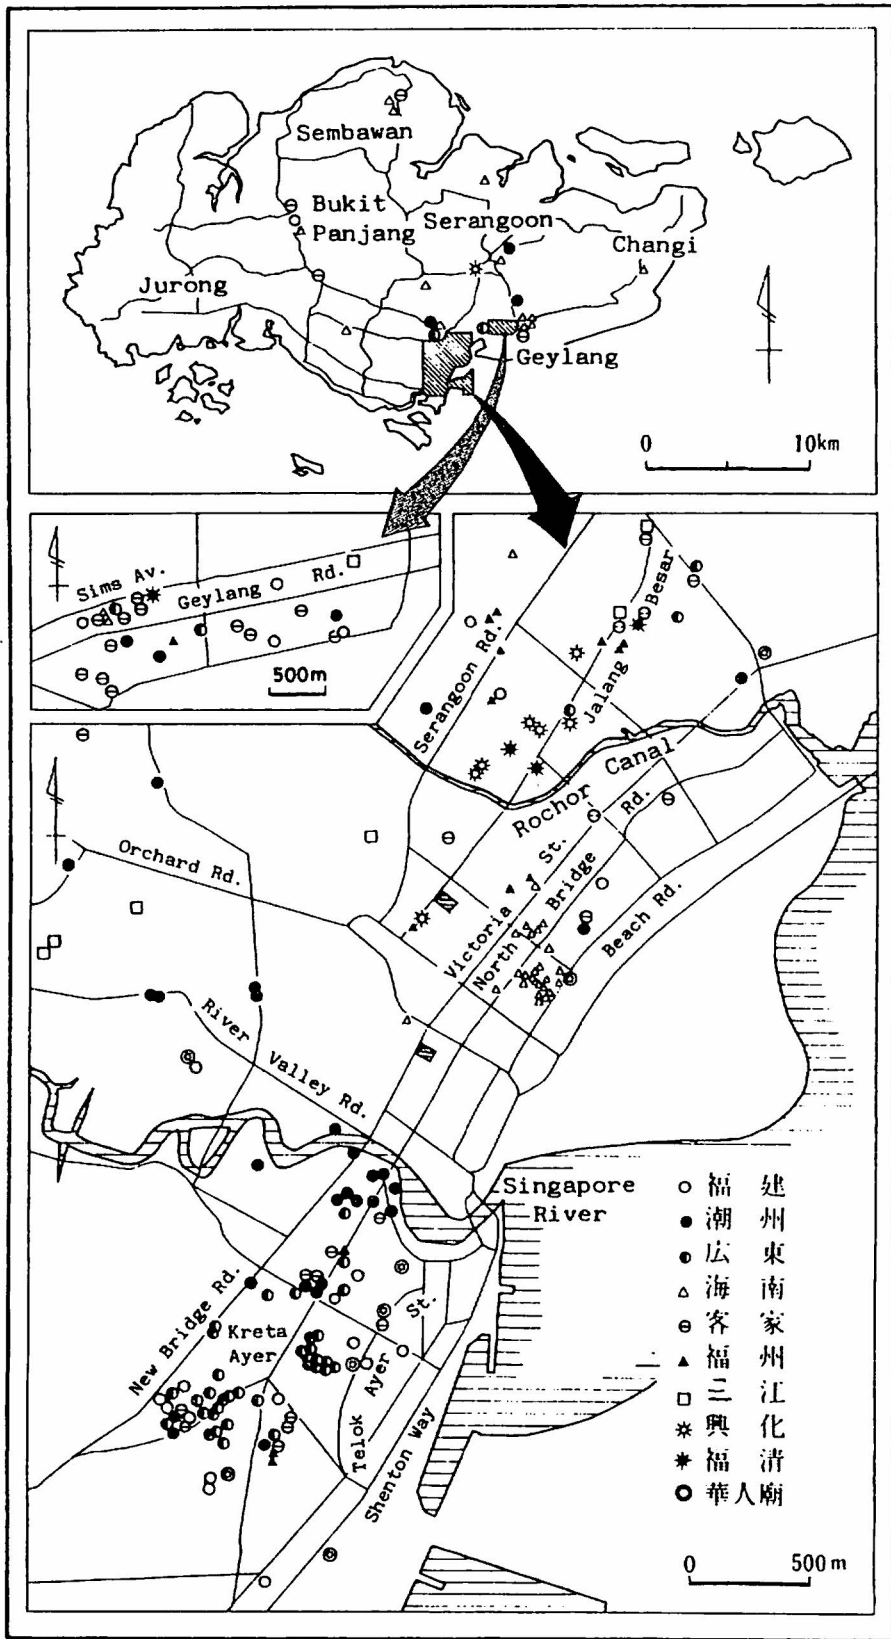 Sembawan
Bukit
Panjang
Serangoon
Changi
Jurong
Geylang
0 10km
Sims Av.
Geylang Rd.
500m
Serangoon Rd.
Jalang Besar
Rochor Canal
Orchard Rd.
Victoria St.
North Bridge Rd.
Beach Rd.
River Valley Rd.
Singapore
River
New Bridge Rd.
Kreta
Ayer
Telok Ayer St.
Shenton Way
福建
潮州
広東
海南
客家
福州
三江
興化
福清
華人廟
0 500m